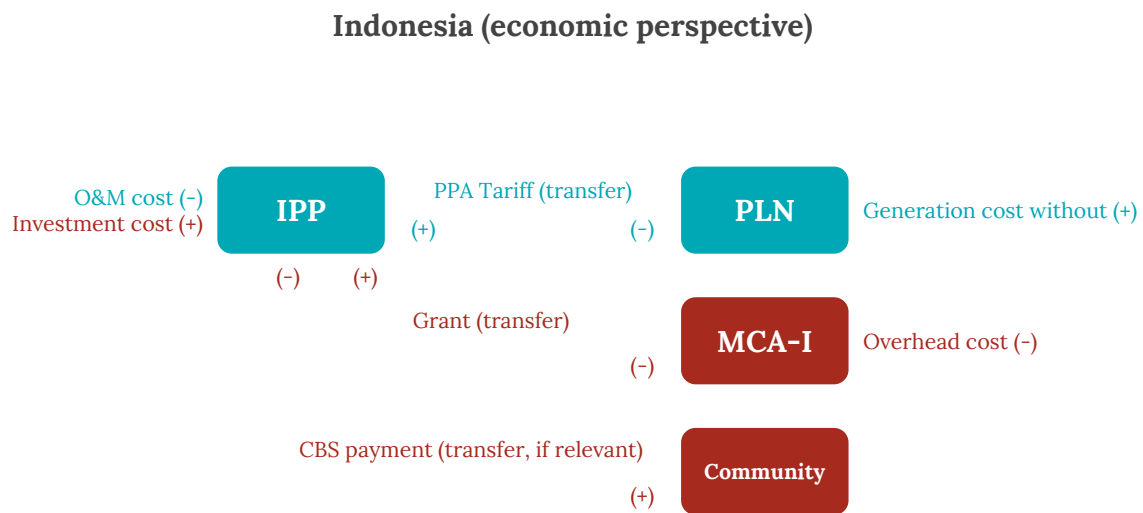 Indonesia (economic perspective)
O&M cost (-)
Investment cost (+)
IPP
PPA Tariff (transfer)
(+)
(-)
PLN
Generation cost without (+)
(-)
(+)
Grant (transfer)
(-)
MCA-I
Overhead cost (-)
CBS payment (transfer, if relevant)
(+)
Community